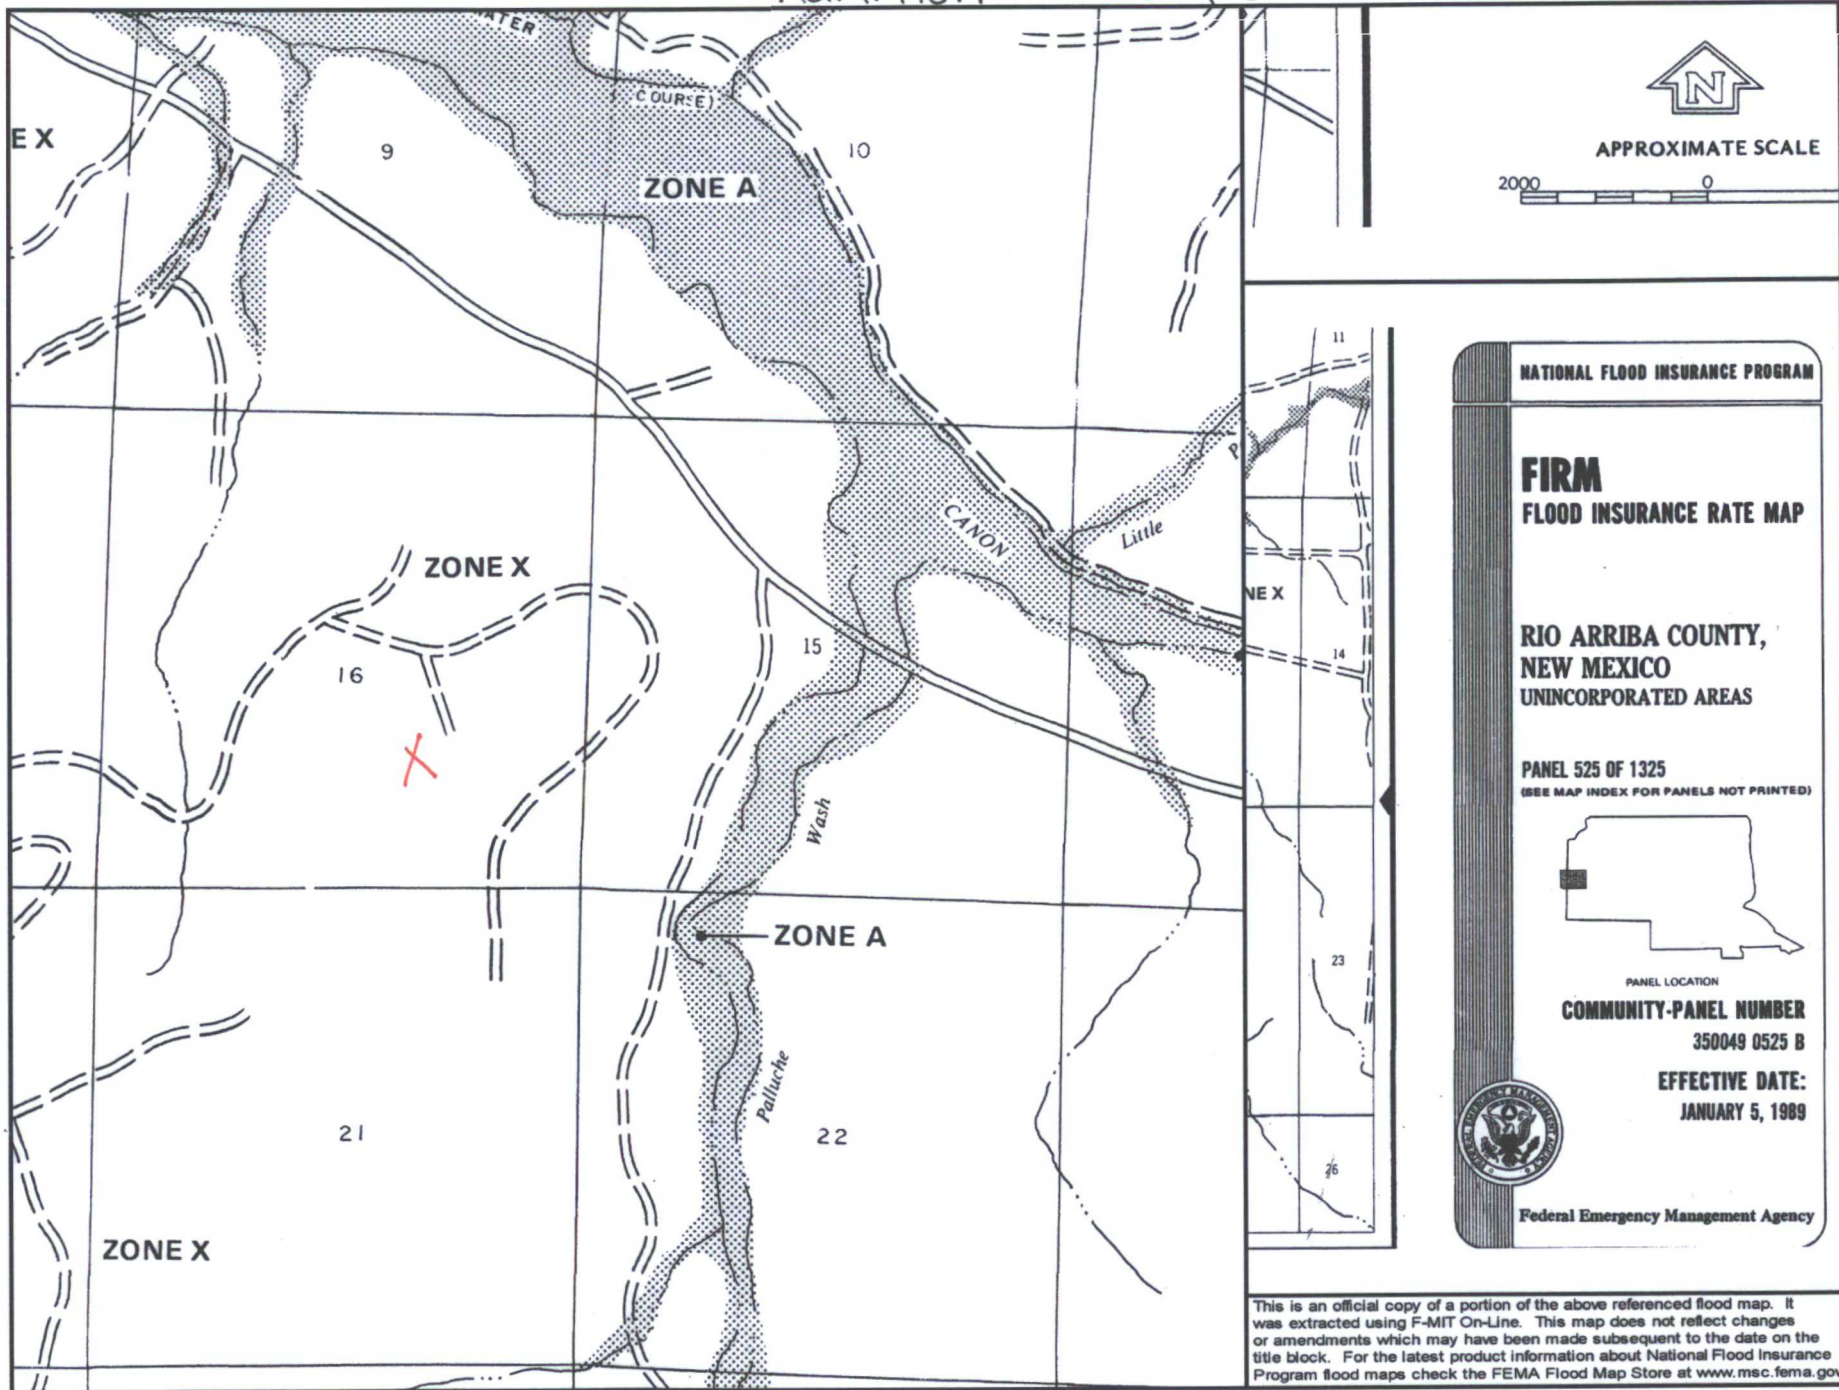 WATER
COURSE)
E X
9
ZONE A
10
ZONE X
CANON
Little
P
15
16
Wash
ZONE A
Palluche
21
22
ZONE X
11
NE X
14
23
26
N
APPROXIMATE SCALE
2000 0
NATIONAL FLOOD INSURANCE PROGRAM
FIRM
FLOOD INSURANCE RATE MAP
RIO ARRIBA COUNTY,
NEW MEXICO
UNINCORPORATED AREAS
PANEL 525 OF 1325
(SEE MAP INDEX FOR PANELS NOT PRINTED)
PANEL LOCATION
COMMUNITY-PANEL NUMBER
350049 0525 B
EFFECTIVE DATE:
JANUARY 5, 1989
FEDERAL EMERGENCY MANAGEMENT AGENCY
Federal Emergency Management Agency
This is an official copy of a portion of the above referenced flood map. It
was extracted using F-MIT On-Line. This map does not reflect changes
or amendments which may have been made subsequent to the date on the
title block. For the latest product information about National Flood Insurance
Program flood maps check the FEMA Flood Map Store at www.msc.fema.gov